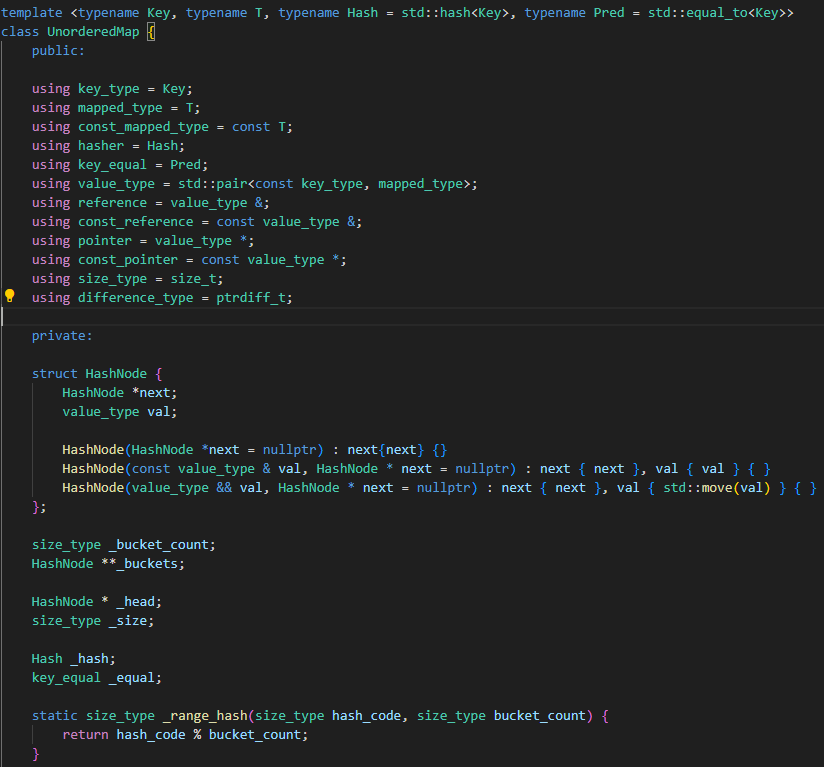 template <typename Key, typename T, typename Hash = std::hash<Key>, typename Pred = std::equal_to<Key>>
class UnorderedMap {
    public:

    using key_type = Key;
    using mapped_type = T;
    using const_mapped_type = const T;
    using hasher = Hash;
    using key_equal = Pred;
    using value_type = std::pair<const key_type, mapped_type>;
    using reference = value_type &;
    using const_reference = const value_type &;
    using pointer = value_type *;
    using const_pointer = const value_type *;
    using size_type = size_t;
    using difference_type = ptrdiff_t;

    private:

    struct HashNode {
        HashNode *next;
        value_type val;

        HashNode(HashNode *next = nullptr) : next{next} {}
        HashNode(const value_type & val, HashNode * next = nullptr) : next { next }, val { val } { }
        HashNode(value_type && val, HashNode * next = nullptr) : next { next }, val { std::move(val) } { }
    };

    size_type _bucket_count;
    HashNode **_buckets;

    HashNode * _head;
    size_type _size;

    Hash _hash;
    key_equal _equal;

    static size_type _range_hash(size_type hash_code, size_type bucket_count) {
        return hash_code % bucket_count;
    }